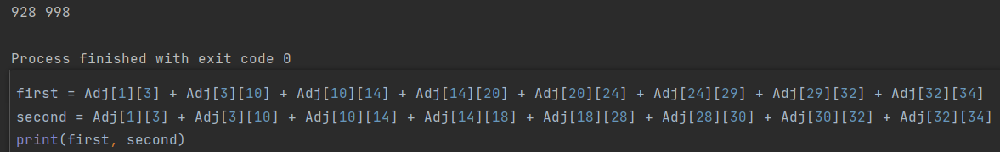 928 998
Process finished with exit code 0
first = Adj[1][3] + Adj[3][10] + Adj[10][14] + Adj[14][20] + Adj[20][24] + Adj[24][29] + Adj[29][32] + Adj[32][34]
second = Adj[1][3] + Adj[3][10] + Adj[10][14] + Adj[14][18] + Adj[18][28] + Adj[28][30] + Adj[30][32] + Adj[32][34]
print(first, second)